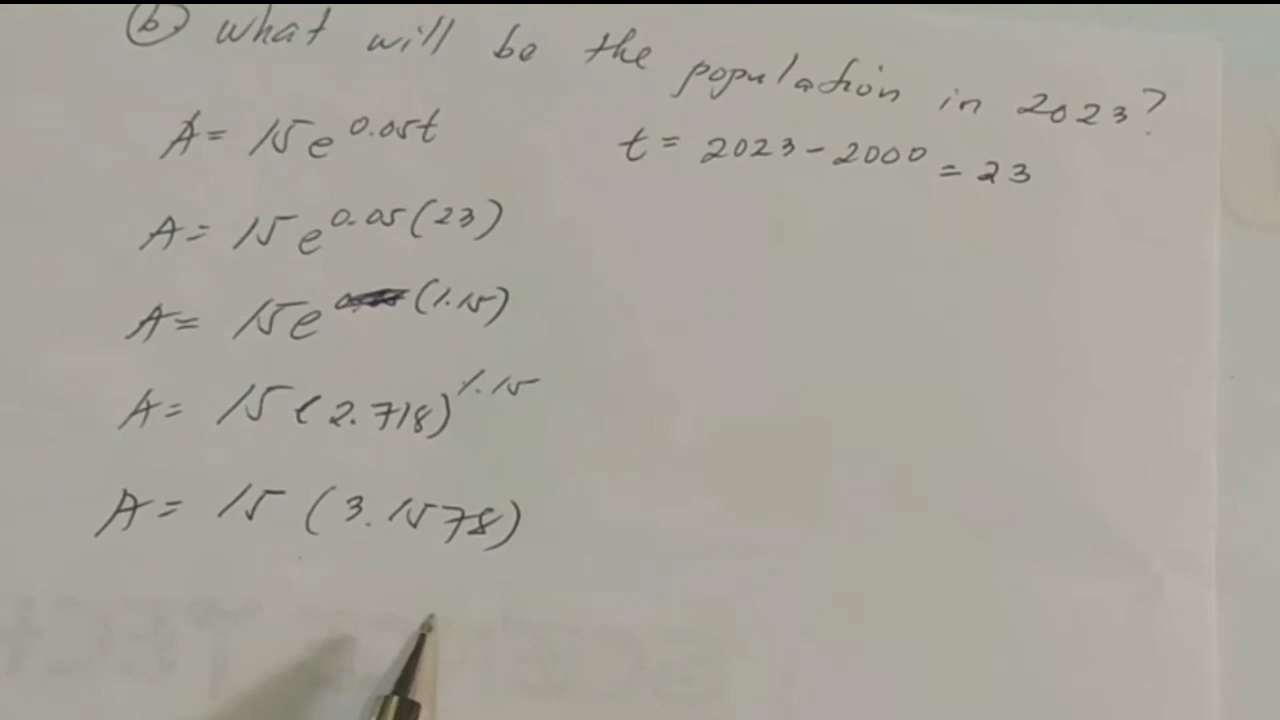 (b) What will be the population in 2023?
A = 15e^0.05t
t = 2023 - 2000 = 23
A = 15e^0.05(23)
A = 15e^(1.15)
A = 15(2.718)^1.15
A = 15(3.1578)